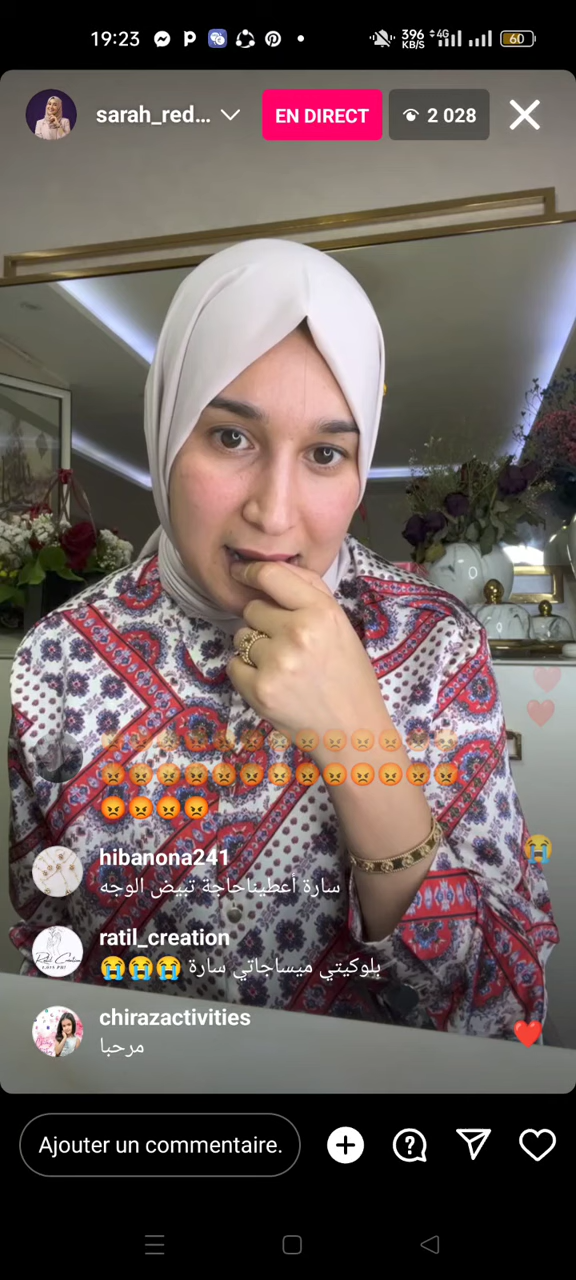 19:23
396
KB/S
4G
60
sarah_red...
EN DIRECT
2 028
hibanona241
سارة أعطيناحاجة تبيض الوجه
ratil_creation
بلوكيتي ميساجاتي سارة 😭😭😭
chirazactivities
مرحبا
Ajouter un commentaire.